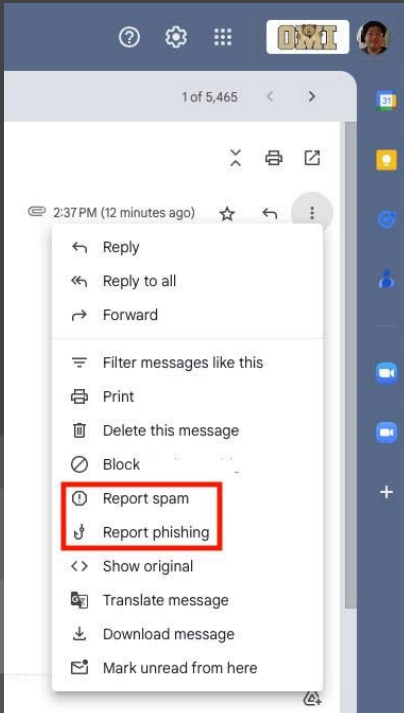 OMI
1 of 5,465
31
2:37 PM (12 minutes ago)
Reply
Reply to all
Forward
Filter messages like this
Print
Delete this message
Block
Report spam
Report phishing
Show original
Translate message
Download message
Mark unread from here